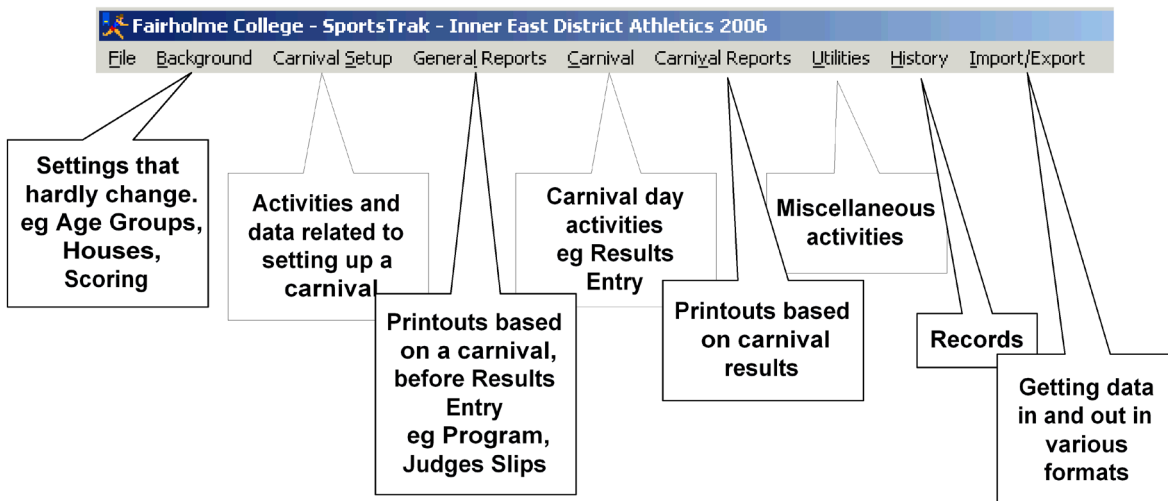 Fairholme College - SportsTrak - Inner East District Athletics 2006
File Background Carnival Setup General Reports Carnival Carnival Reports Utilities History Import/Export
Settings that
hardly change.
eg Age Groups,
Houses,
Scoring
Activities and
data related to
setting up a
carnival
Printouts based
on a carnival,
before Results
Entry
eg Program,
Judges Slips
Carnival day
activities
eg Results
Entry
Printouts based
on carnival
results
Miscellaneous
activities
Records
Getting data
in and out in
various
formats